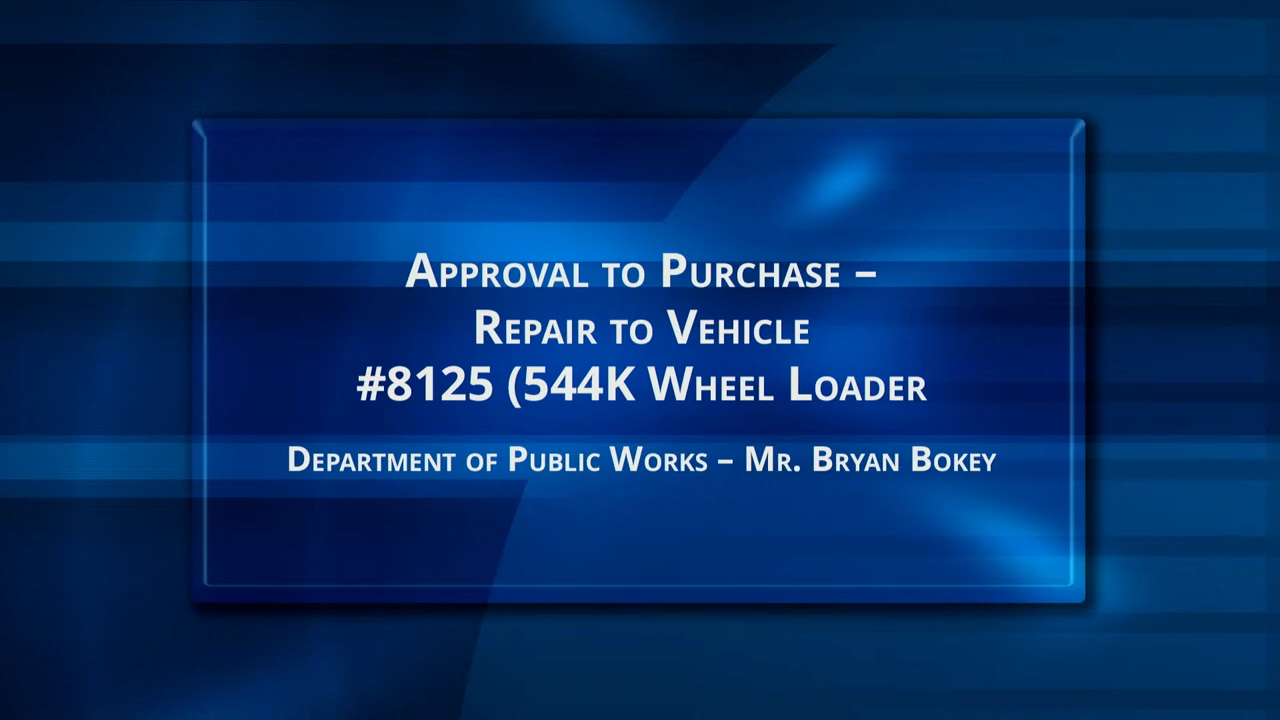 Approval to Purchase –
Repair to Vehicle
#8125 (544K Wheel Loader
Department of Public Works – Mr. Bryan Bokey